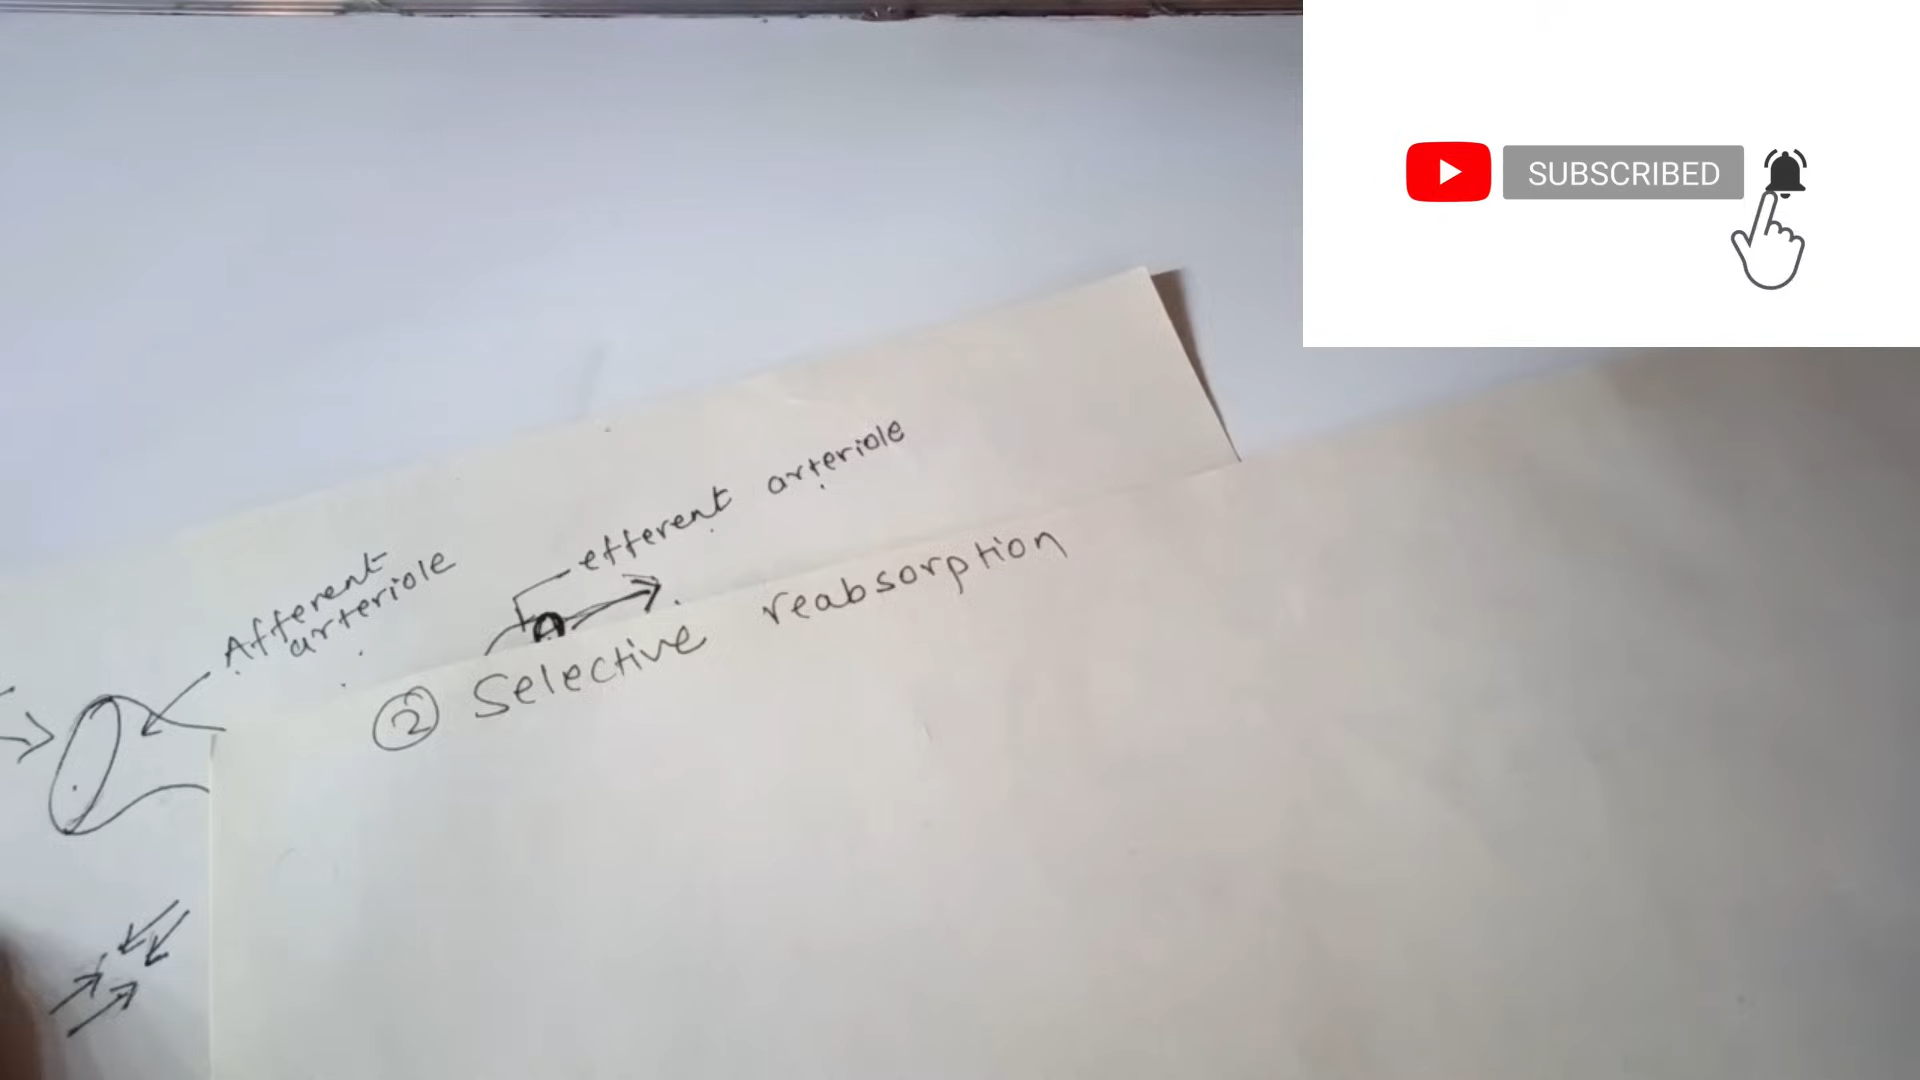 SUBSCRIBED
efferent arteriole
Afferent
arteriole
② Selective reabsorption